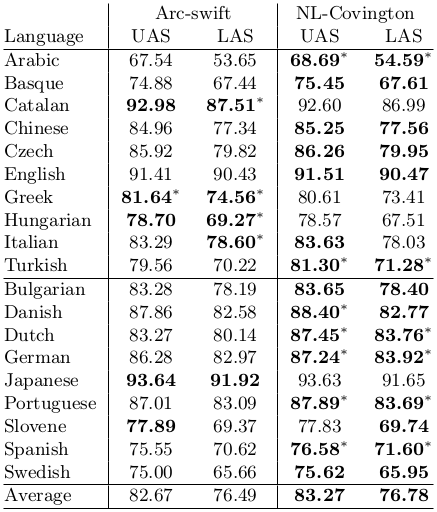 Arc-swift NL-Covington
Language UAS LAS UAS LAS
Arabic 67.54 53.65 68.69* 54.59*
Basque 74.88 67.44 75.45 67.61
Catalan 92.98 87.51* 92.60 86.99
Chinese 84.96 77.34 85.25 77.56
Czech 85.92 79.82 86.26 79.95
English 91.41 90.43 91.51 90.47
Greek 81.64* 74.56* 80.61 73.41
Hungarian 78.70 69.27* 78.57 67.51
Italian 83.29 78.60* 83.63 78.03
Turkish 79.56 70.22 81.30* 71.28*
Bulgarian 83.28 78.19 83.65 78.40
Danish 87.86 82.58 88.40* 82.77
Dutch 83.27 80.14 87.45* 83.76*
German 86.28 82.97 87.24* 83.92*
Japanese 93.64 91.92 93.63 91.65
Portuguese 87.01 83.09 87.89* 83.69*
Slovene 77.89 69.37 77.83 69.74
Spanish 75.55 70.62 76.58* 71.60*
Swedish 75.00 65.66 75.62 65.95
Average 82.67 76.49 83.27 76.78